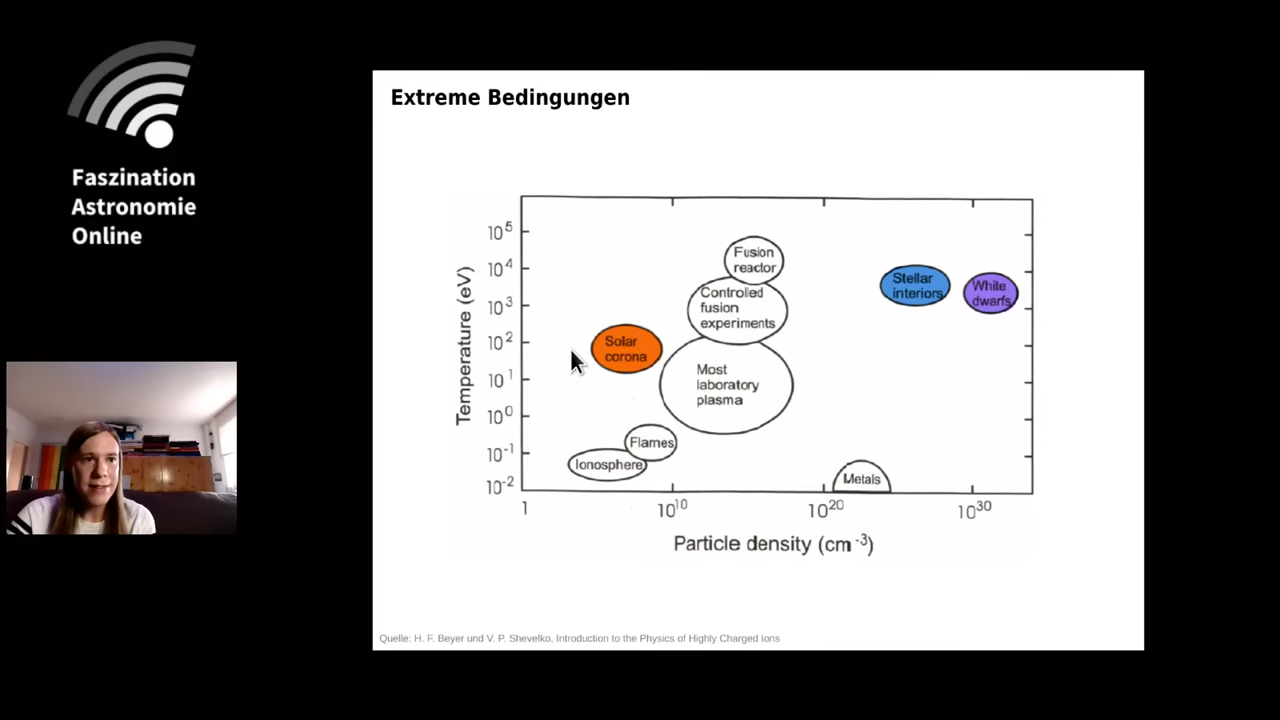 Faszination
Astronomie
Online
Extreme Bedingungen
Temperature (eV)
10⁵
10⁴
10³
10²
10¹
10⁰
10⁻¹
10⁻²
Fusion
reactor
Controlled
fusion
experiments
Stellar
interiors
White
dwarfs
Solar
corona
Most
laboratory
plasma
Flames
Ionosphere
Metals
1
10¹⁰
10²⁰
10³⁰
Particle density (cm⁻³)
Quelle: H. F. Beyer und V. P. Shevelko, Introduction to the Physics of Highly Charged Ions